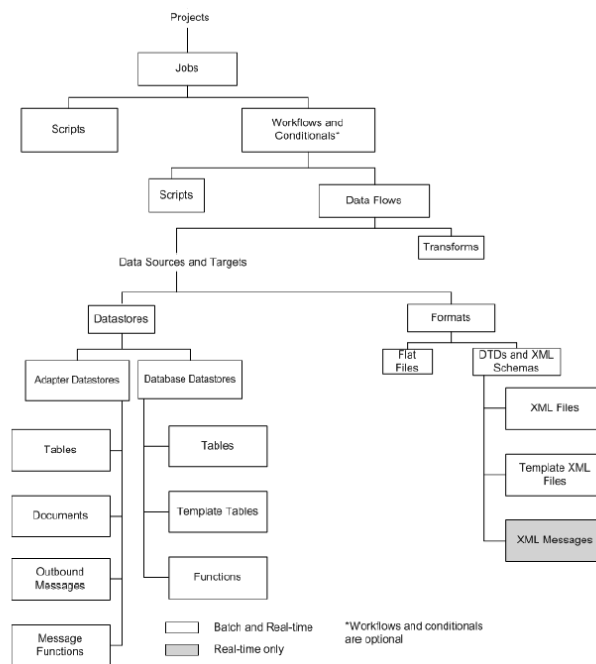 Projects
Jobs
Scripts
Workflows and
Conditionals*
Scripts
Data Flows
Transforms
Data Sources and Targets
Datastores
Formats
Flat
Files
DTDs and XML
Schemas
Adapter Datastores
Database Datastores
XML Files
Tables
Tables
Template XML
Files
Documents
Template Tables
XML Messages
Outbound
Messages
Functions
Message
Functions
Batch and Real-time
Real-time only
*Workflows and conditionals
are optional